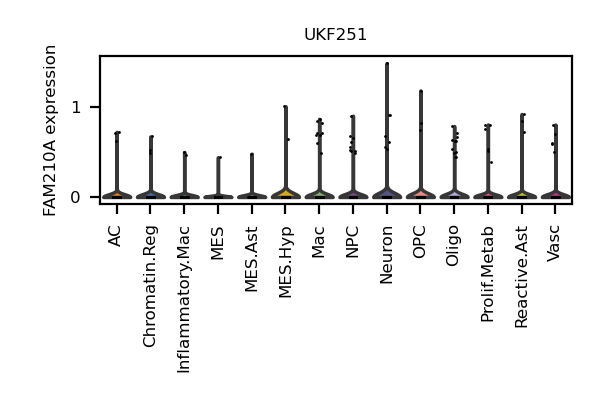 UKF251
FAM210A expression
1
0
AC
Chromatin.Reg
Inflammatory.Mac
MES
MES.Ast
MES.Hyp
Mac
NPC
Neuron
OPC
Oligo
Prolif.Metab
Reactive.Ast
Vasc